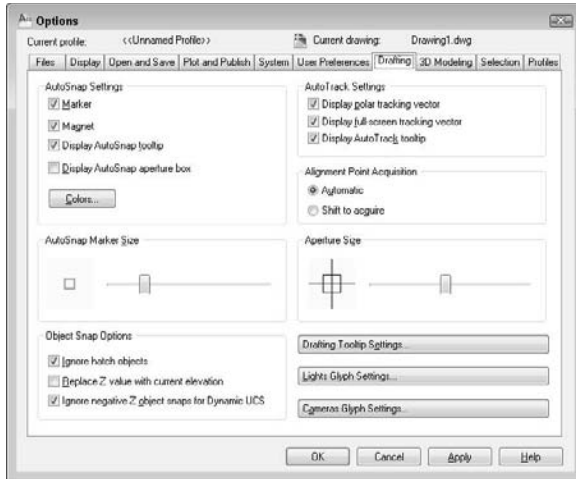 Options
Current profile: <<Unnamed Profile>> Current drawing: Drawing1.dwg
Files Display Open and Save Plot and Publish System User Preferences Drafting 3D Modeling Selection Profiles
AutoSnap Settings
Marker
Magnet
Display AutoSnap tooltip
Display AutoSnap aperture box
Colors...
AutoTrack Settings
Display polar tracking vector
Display full-screen tracking vector
Display AutoTrack tooltip
Alignment Point Acquisition
Automatic
Shift to acquire
AutoSnap Marker Size
Aperture Size
Object Snap Options
Ignore hatch objects
Replace Z value with current elevation
Ignore negative Z object snaps for Dynamic UCS
Drafting Tooltip Settings...
Lights Glyph Settings...
Cameras Glyph Settings...
OK Cancel Apply Help